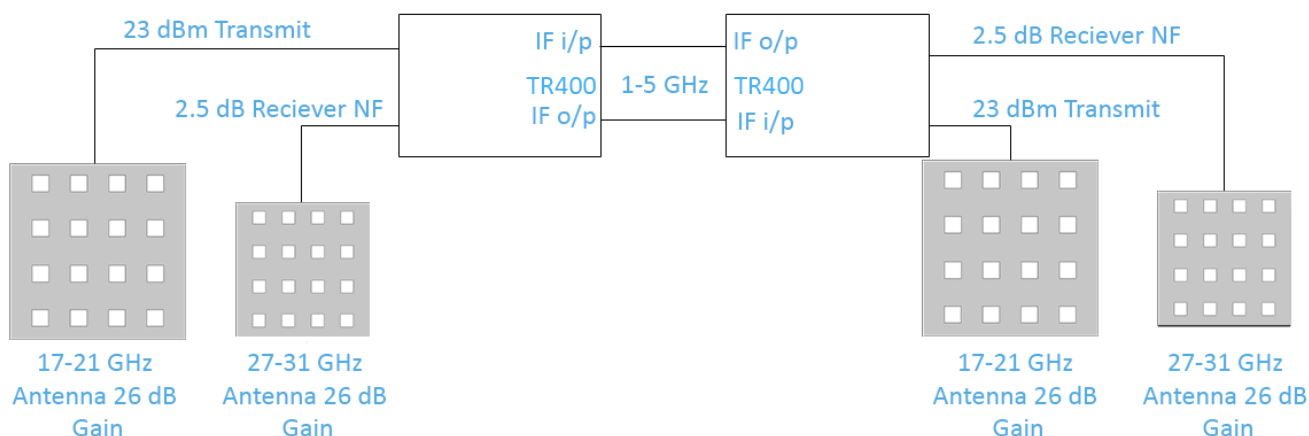 23 dBm Transmit
2.5 dB Reciever NF
IF i/p
TR400
IF o/p
1-5 GHz
IF o/p
TR400
IF i/p
2.5 dB Reciever NF
23 dBm Transmit
17-21 GHz
Antenna 26 dB
Gain
27-31 GHz
Antenna 26 dB
Gain
17-21 GHz
Antenna 26 dB
Gain
27-31 GHz
Antenna 26 dB
Gain